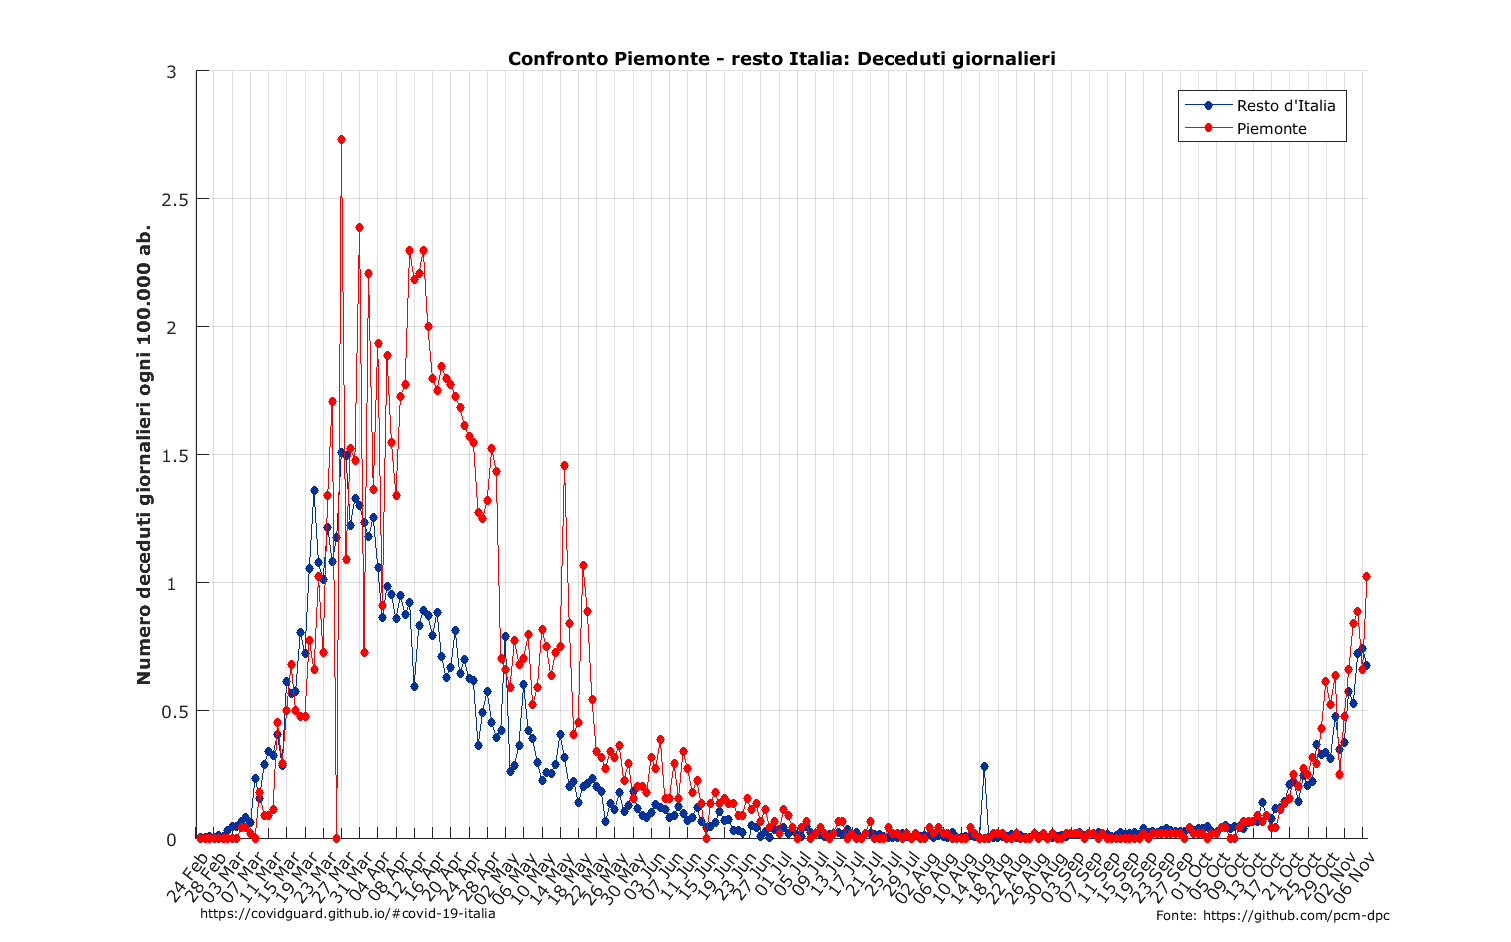 Confronto Piemonte - resto Italia: Deceduti giornalieri
Numero deceduti giornalieri ogni 100.000 ab.
3
2.5
2
1.5
1
0.5
0
Resto d'Italia
Piemonte
24 Feb
28 Feb
03 Mar
07 Mar
11 Mar
15 Mar
19 Mar
23 Mar
27 Mar
31 Mar
04 Apr
08 Apr
12 Apr
16 Apr
20 Apr
24 Apr
28 Apr
02 May
06 May
10 May
14 May
18 May
22 May
26 May
30 May
03 Jun
07 Jun
11 Jun
15 Jun
19 Jun
23 Jun
27 Jun
01 Jul
05 Jul
09 Jul
13 Jul
17 Jul
21 Jul
25 Jul
29 Jul
02 Aug
06 Aug
10 Aug
14 Aug
18 Aug
22 Aug
26 Aug
30 Aug
03 Sep
07 Sep
11 Sep
15 Sep
19 Sep
23 Sep
27 Sep
01 Oct
05 Oct
09 Oct
13 Oct
17 Oct
21 Oct
25 Oct
29 Oct
02 Nov
06 Nov
https://covidguard.github.io/#covid-19-italia
Fonte: https://github.com/pcm-dpc